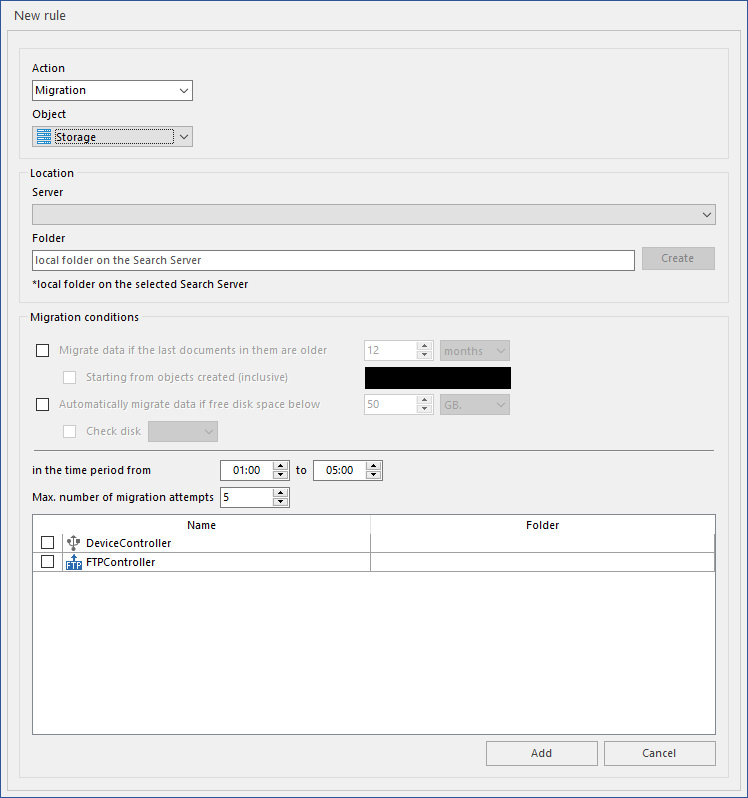 New rule
Action
Migration
Object
Storage
Location
Server
Folder
local folder on the Search Server
Create
*local folder on the selected Search Server
Migration conditions
Migrate data if the last documents in them are older 12 months
Starting from objects created (inclusive)
Automatically migrate data if free disk space below 50 GB.
Check disk
in the time period from 01:00 to 05:00
Max. number of migration attempts 5
Name Folder
DeviceController
FTP FTPController
Add Cancel